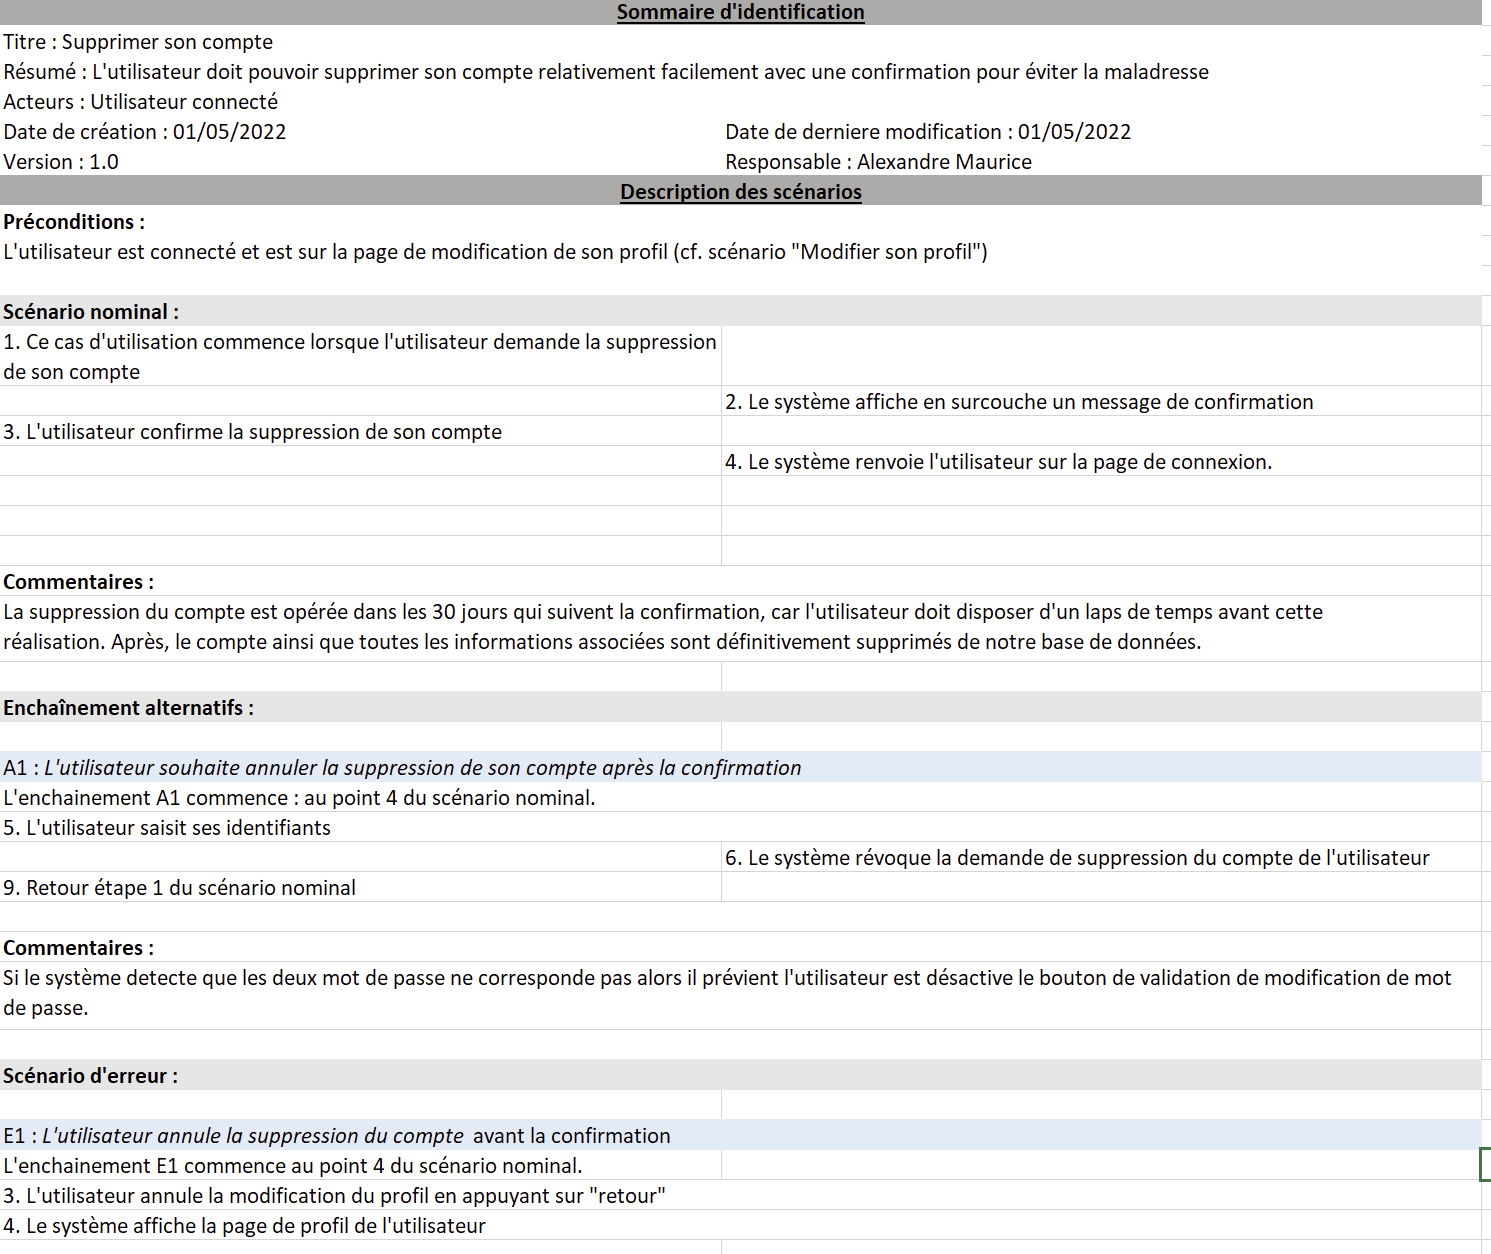 Sommaire d'identification
Titre : Supprimer son compte
Résumé : L'utilisateur doit pouvoir supprimer son compte relativement facilement avec une confirmation pour éviter la maladresse
Acteurs : Utilisateur connecté
Date de création : 01/05/2022
Date de derniere modification : 01/05/2022
Version : 1.0
Responsable : Alexandre Maurice
Description des scénarios
Préconditions :
L'utilisateur est connecté et est sur la page de modification de son profil (cf. scénario "Modifier son profil")
Scénario nominal :
1. Ce cas d'utilisation commence lorsque l'utilisateur demande la suppression
de son compte
2. Le système affiche en surcouche un message de confirmation
3. L'utilisateur confirme la suppression de son compte
4. Le système renvoie l'utilisateur sur la page de connexion.
Commentaires :
La suppression du compte est opérée dans les 30 jours qui suivent la confirmation, car l'utilisateur doit disposer d'un laps de temps avant cette
réalisation. Après, le compte ainsi que toutes les informations associées sont définitivement supprimés de notre base de données.
Enchaînement alternatifs :
A1 : L'utilisateur souhaite annuler la suppression de son compte après la confirmation
L'enchainement A1 commence : au point 4 du scénario nominal.
5. L'utilisateur saisit ses identifiants
6. Le système révoque la demande de suppression du compte de l'utilisateur
9. Retour étape 1 du scénario nominal
Commentaires :
Si le système detecte que les deux mot de passe ne corresponde pas alors il prévient l'utilisateur est désactive le bouton de validation de modification de mot
de passe.
Scénario d'erreur :
E1 : L'utilisateur annule la suppression du compte avant la confirmation
L'enchainement E1 commence au point 4 du scénario nominal.
3. L'utilisateur annule la modification du profil en appuyant sur "retour"
4. Le système affiche la page de profil de l'utilisateur